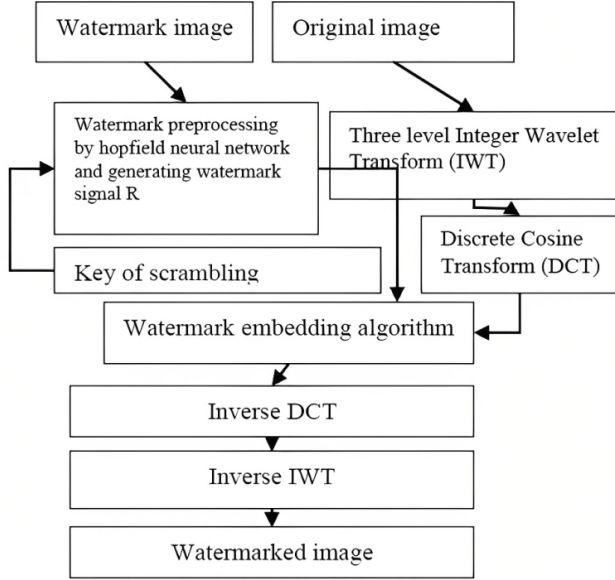 Watermark image
Original image
Watermark preprocessing
by hopfield neural network
and generating watermark
signal R
Three level Integer Wavelet
Transform (IWT)
Key of scrambling
Discrete Cosine
Transform (DCT)
Watermark embedding algorithm
Inverse DCT
Inverse IWT
Watermarked image